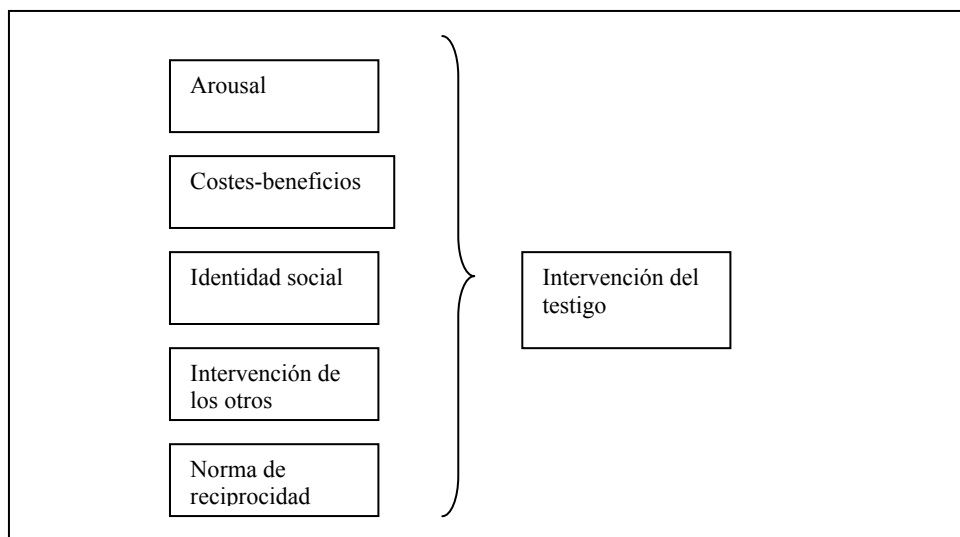 Arousal
Costes-beneficios
Identidad social
Intervención de
los otros
Norma de
reciprocidad
Intervención del
testigo